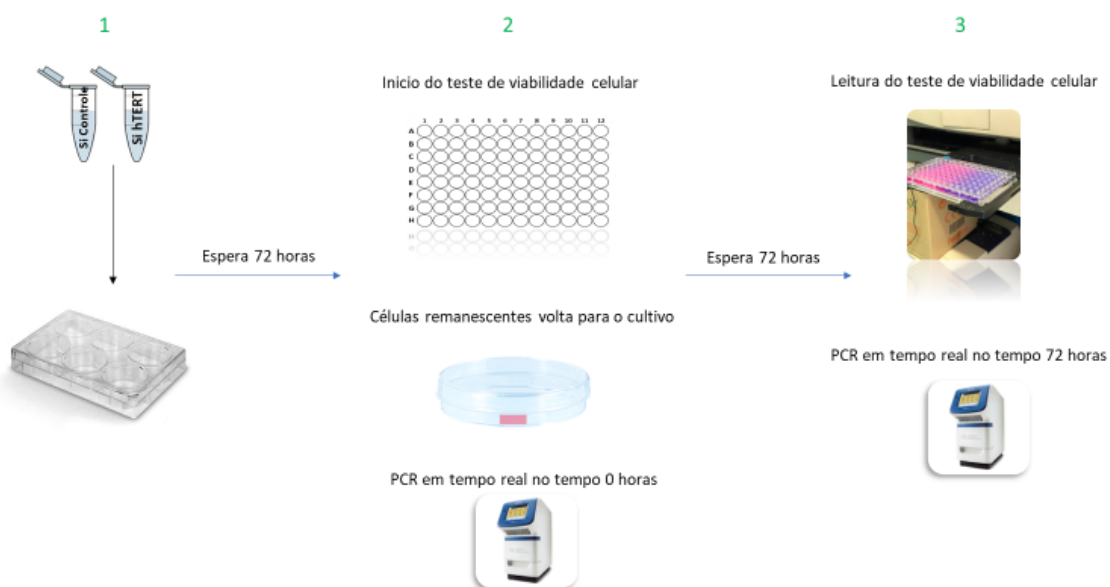 1
Si Controle
Si hTERT
Espera 72 horas
2
Inicio do teste de viabilidade celular
1 2 3 4 5 6 7 8 9 10 11 12
A
B
C
D
E
F
G
H
Células remanescentes volta para o cultivo
PCR em tempo real no tempo 0 horas
Espera 72 horas
3
Leitura do teste de viabilidade celular
PCR em tempo real no tempo 72 horas